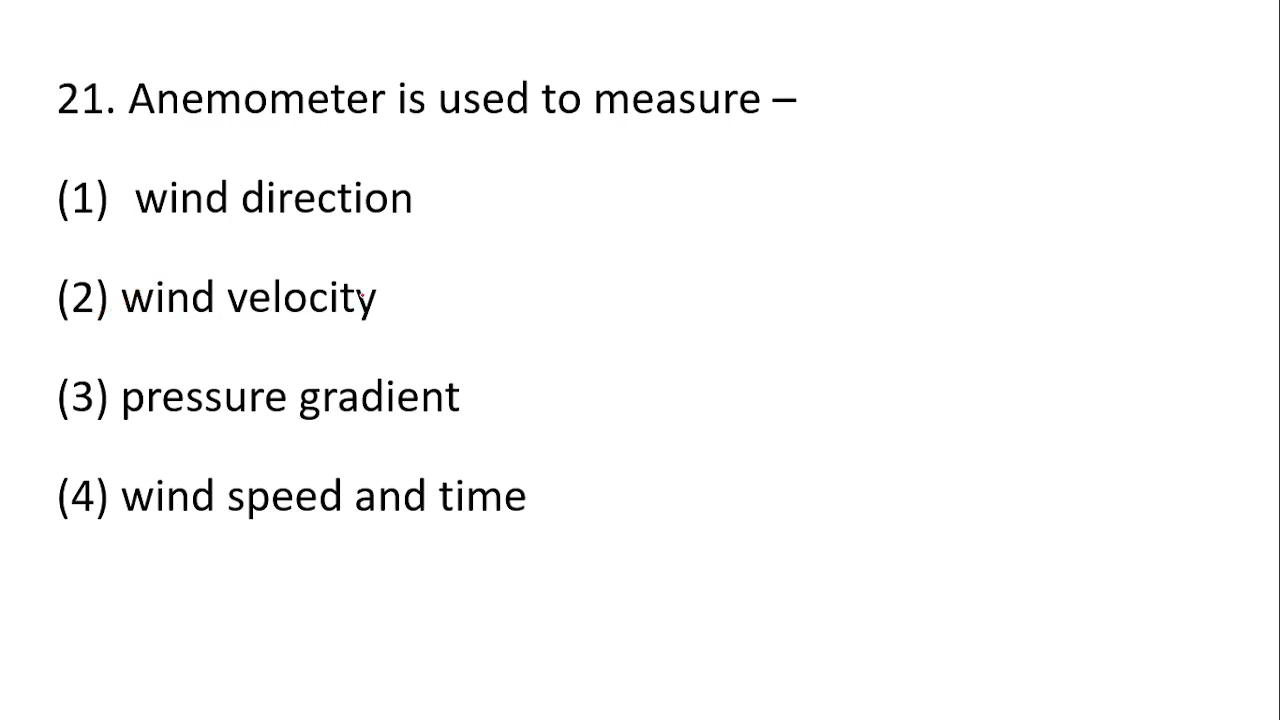 21. Anemometer is used to measure –
(1) wind direction
(2) wind velocity
(3) pressure gradient
(4) wind speed and time